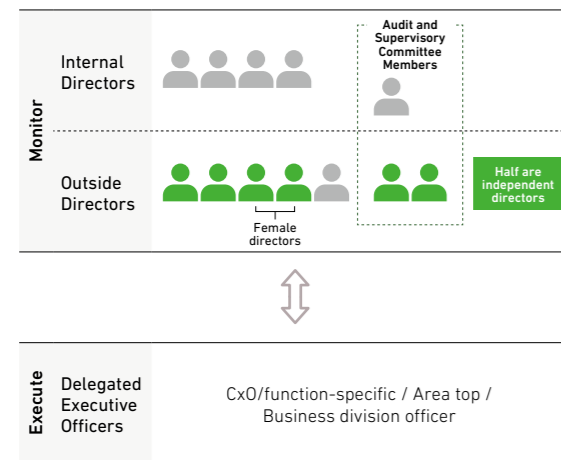 Monitor
Internal
Directors
Audit and
Supervisory
Committee
Members
Outside
Directors
Female
directors
Half are
independent
directors
Execute
Delegated
Executive
Officers
CxO/function-specific / Area top /
Business division officer